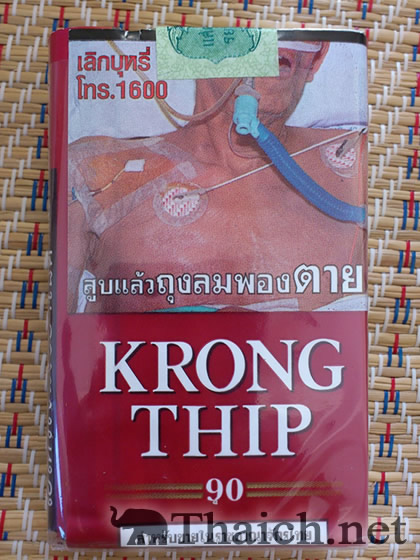 เลิกบุหรี่
โทร.1600
สูบแล้วถุงลมพองตาย
KRONG
THIP
90
Thaich.net